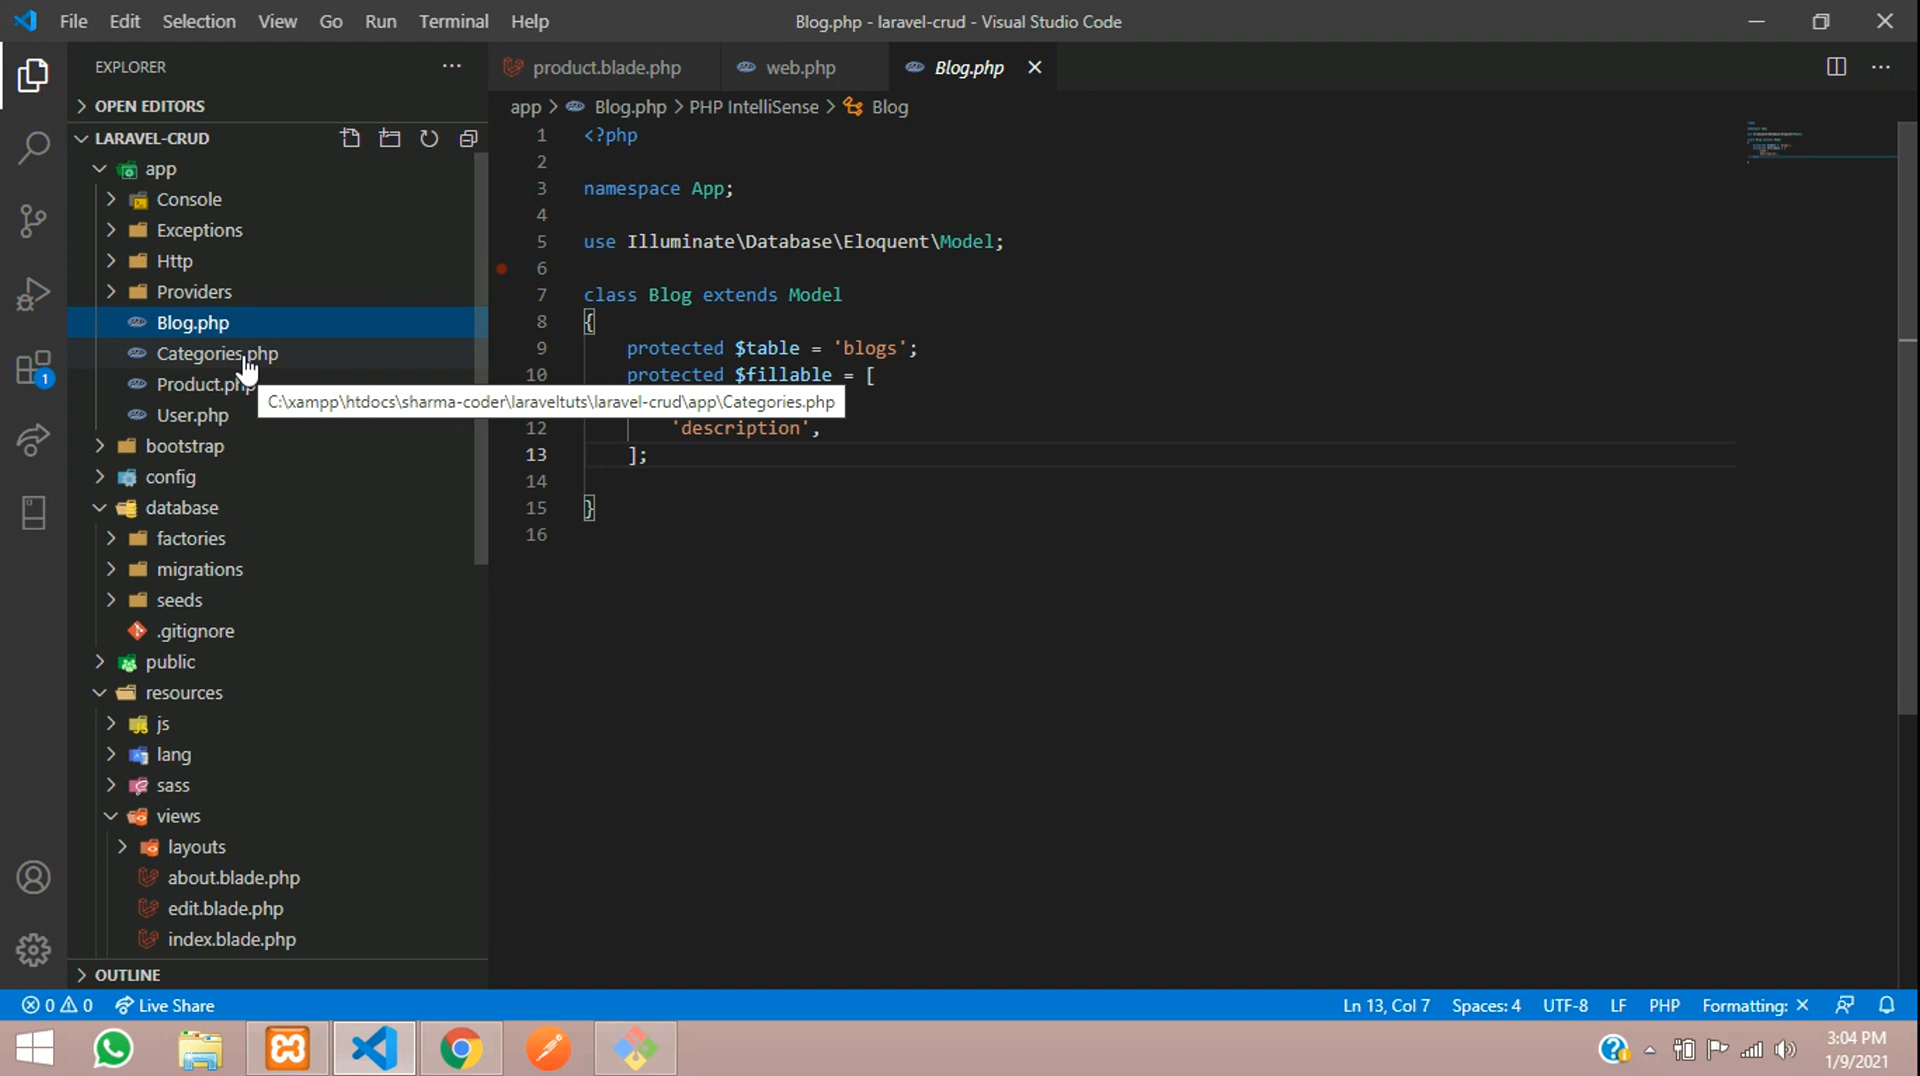 File Edit Selection View Go Run Terminal Help
Blog.php - laravel-crud - Visual Studio Code
EXPLORER
OPEN EDITORS
LARAVEL-CRUD
app
Console
Exceptions
Http
Providers
Blog.php
Categories.php
Product.php
User.php
bootstrap
config
database
factories
migrations
seeds
.gitignore
public
resources
js
lang
sass
views
layouts
about.blade.php
edit.blade.php
index.blade.php
OUTLINE
1
product.blade.php web.php Blog.php
app > Blog.php > PHP IntelliSense > Blog
1 <?php
2
3 namespace App;
4
5 use Illuminate\Database\Eloquent\Model;
6
7 class Blog extends Model
8 {
9 protected $table = 'blogs';
10 protected $fillable = [
C:\xampp\htdocs\sharma-coder\laraveltuts\laravel-crud\app\Categories.php
12 'description',
13 ];
14
15 }
16
0 0 Live Share Ln 13, Col 7 Spaces: 4 UTF-8 LF PHP Formatting: ×
3:04 PM
1/9/2021